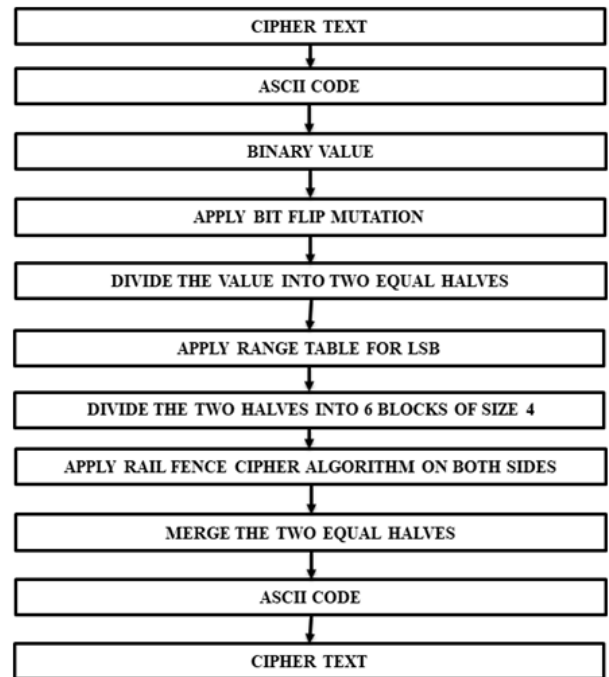 CIPHER TEXT
ASCII CODE
BINARY VALUE
APPLY BIT FLIP MUTATION
DIVIDE THE VALUE INTO TWO EQUAL HALVES
APPLY RANGE TABLE FOR LSB
DIVIDE THE TWO HALVES INTO 6 BLOCKS OF SIZE 4
APPLY RAIL FENCE CIPHER ALGORITHM ON BOTH SIDES
MERGE THE TWO EQUAL HALVES
ASCII CODE
CIPHER TEXT